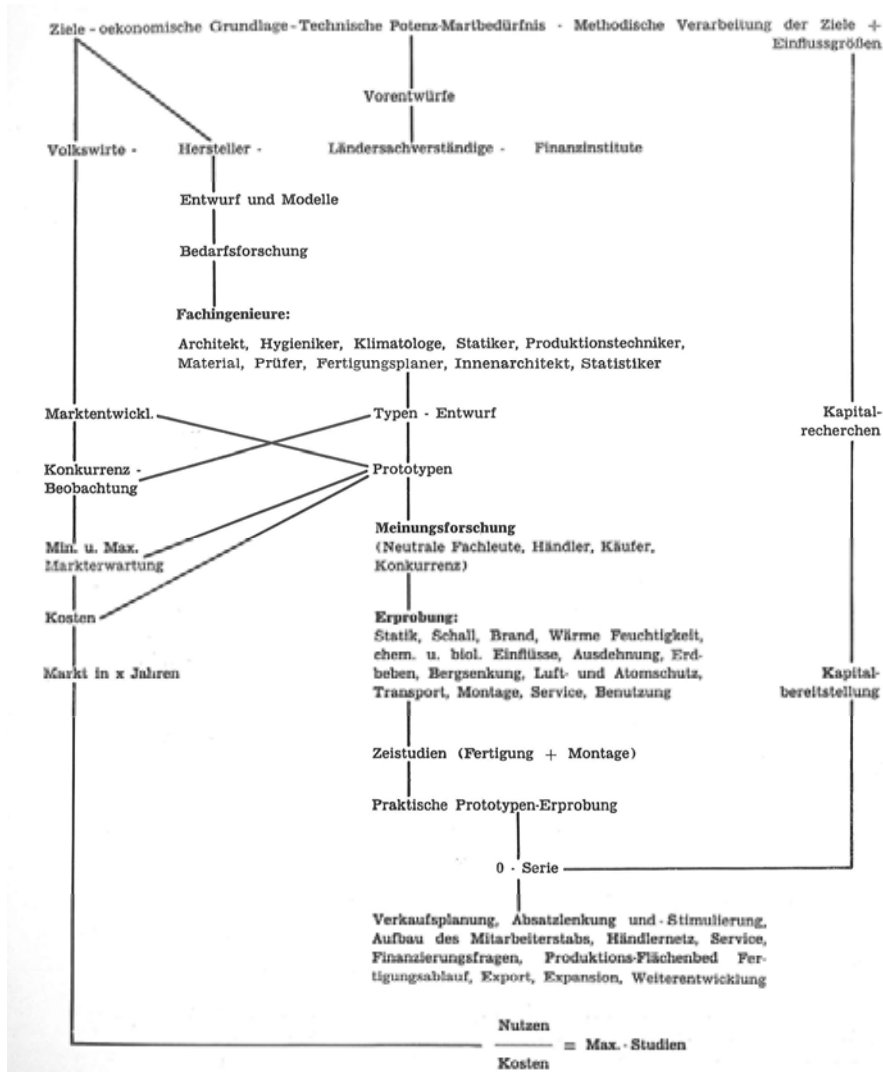 Ziele - oekonomische Grundlage - Technische Potenz-Martbedürfnis - Methodische Verarbeitung der Ziele +
Einflussgrößen
Vorentwürfe
Volkswirte - Hersteller - Ländersachverständige - Finanzinstitute
Entwurf und Modelle
Bedarfsforschung
Fachingenieure:
Architekt, Hygieniker, Klimatologe, Statiker, Produktionstechniker,
Material, Prüfer, Fertigungsplaner, Innenarchitekt, Statistiker
Marktentwickl. Typen - Entwurf Kapital-
recherchen
Konkurrenz - Prototypen
Beobachtung
Meinungsforschung
(Neutrale Fachleute, Händler, Käufer,
Konkurrenz)
Min. u. Max.
Markterwartung
Kosten
Erprobung:
Statik, Schall, Brand, Wärme Feuchtigkeit,
chem. u. biol. Einflüsse, Ausdehnung, Erd-
beben, Bergsenkung, Luft- und Atomschutz,
Transport, Montage, Service, Benutzung
Markt in x Jahren
Kapital-
bereitstellung
Zeistudien (Fertigung + Montage)
Praktische Prototypen-Erprobung
0 - Serie
Verkaufsplanung, Absatzlenkung und - Stimulierung,
Aufbau des Mitarbeiterstabs, Händlernetz, Service,
Finanzierungsfragen, Produktions-Flächenbed Fer-
tigungsablauf, Export, Expansion, Weiterentwicklung
Nutzen
= Max. - Studien
Kosten